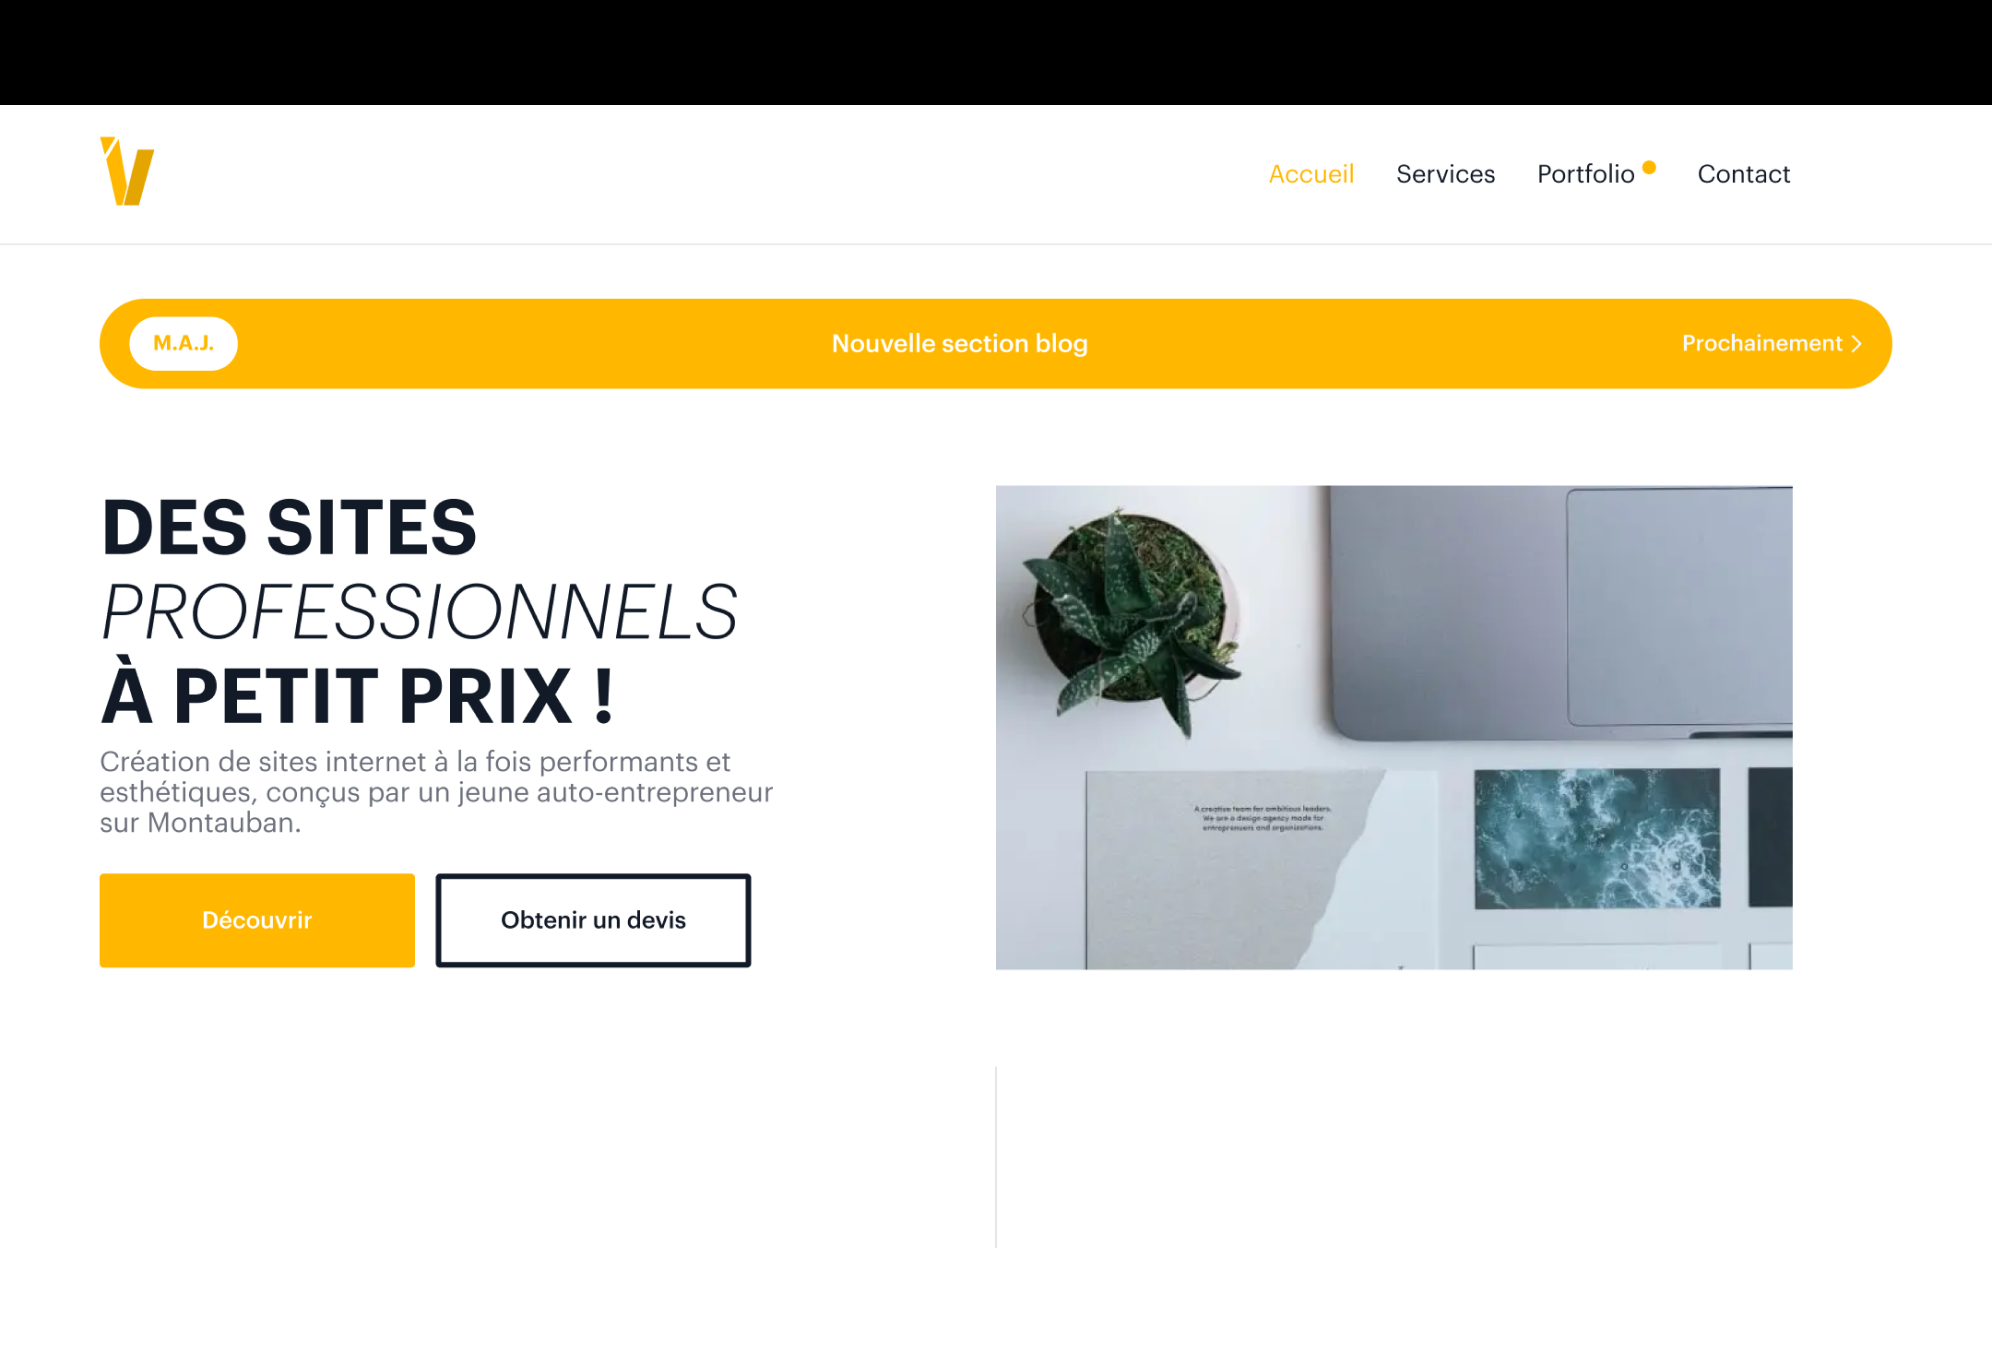 Accueil Services Portfolio Contact
M.A.J. Nouvelle section blog Prochainement
DES SITES
PROFESSIONNELS
À PETIT PRIX !
Création de sites internet à la fois performants et
esthétiques, conçus par un jeune auto-entrepreneur
sur Montauban.
Découvrir Obtenir un devis
A creative team for ambitious leaders.
We are a design agency made for
entrepreneurs and organizations.